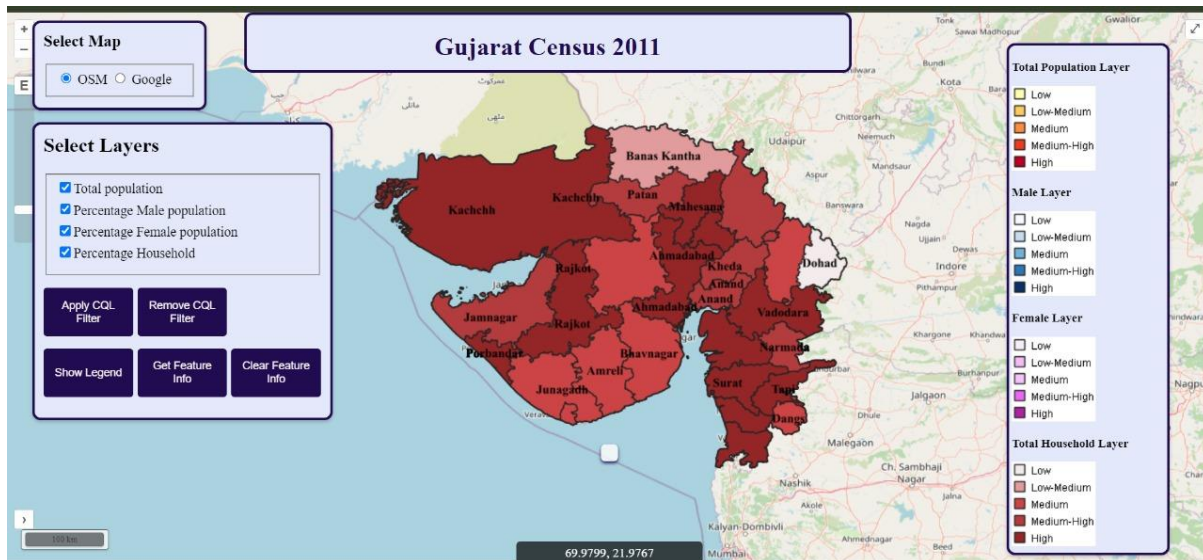 Gujarat Census 2011
+
−
E
Select Map
OSM Google
Select Layers
Total population
Percentage Male population
Percentage Female population
Percentage Household
Apply CQL
Filter
Remove CQL
Filter
Show Legend
Get Feature
Info
Clear Feature
Info
›
100 km
69.9799, 21.9767
Total Population Layer
Low
Low-Medium
Medium
Medium-High
High
Male Layer
Low
Low-Medium
Medium
Medium-High
High
Female Layer
Low
Low-Medium
Medium
Medium-High
High
Total Household Layer
Low
Low-Medium
Medium
Medium-High
High
Banas Kantha
Patan
Kachchh
Kachchh
Mahesana
Ahmadabad
Dohad
Rajkot
Kheda
Anand
Anand
Ahmadabad
Vadodara
Jamnagar
Rajkot
Porbandar
Bhavnagar
Narmada
Amreli
Junagadh
Surat
Tapi
Dangs
Tonk
Gwalior
Sawai Madhopur
Bundi
Kota
Chittorgarh
Udaipur
Neemuch
Mandsaur
Aspur
Banswara
Nagda
Ujjain
Dewas
Indore
Pithampur
Khargone
Khandwa
Burhanpur
Jalgaon
Dhule
Malegaon
Nashik
Ch. Sambhaji
Nagar
Jalna
Akole
Kalyan-Dombivli
Mumbai
Ahmednagar
Beed
ملهي